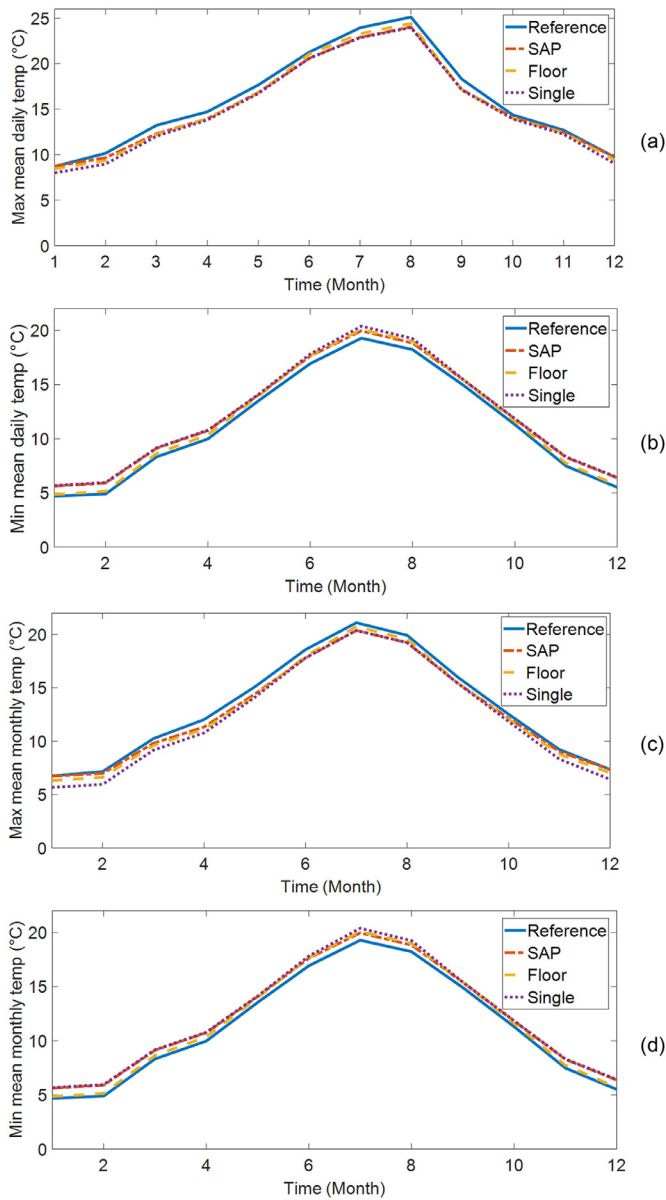 25
20
15
10
5
0
Max mean daily temp (°C)
Reference
SAP
Floor
Single
(a)
1 2 3 4 5 6 7 8 9 10 11 12
Time (Month)
20
15
10
5
0
Min mean daily temp (°C)
Reference
SAP
Floor
Single
(b)
2 4 6 8 10 12
Time (Month)
20
15
10
5
0
Max mean monthly temp (°C)
Reference
SAP
Floor
Single
(c)
2 4 6 8 10 12
Time (Month)
20
15
10
5
0
Min mean monthly temp (°C)
Reference
SAP
Floor
Single
(d)
2 4 6 8 10 12
Time (Month)